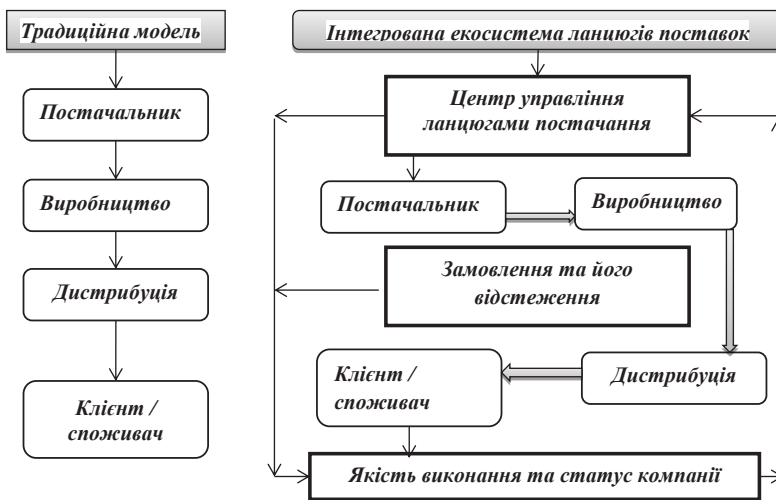 Традиційна модель
Постачальник
Виробництво
Дистрибуція
Клієнт /
споживач
Інтегрована екосистема ланцюгів поставок
Центр управління
ланцюгами постачання
Постачальник
Виробництво
Замовлення та його
відстеження
Дистрибуція
Клієнт /
споживач
Якість виконання та статус компанії